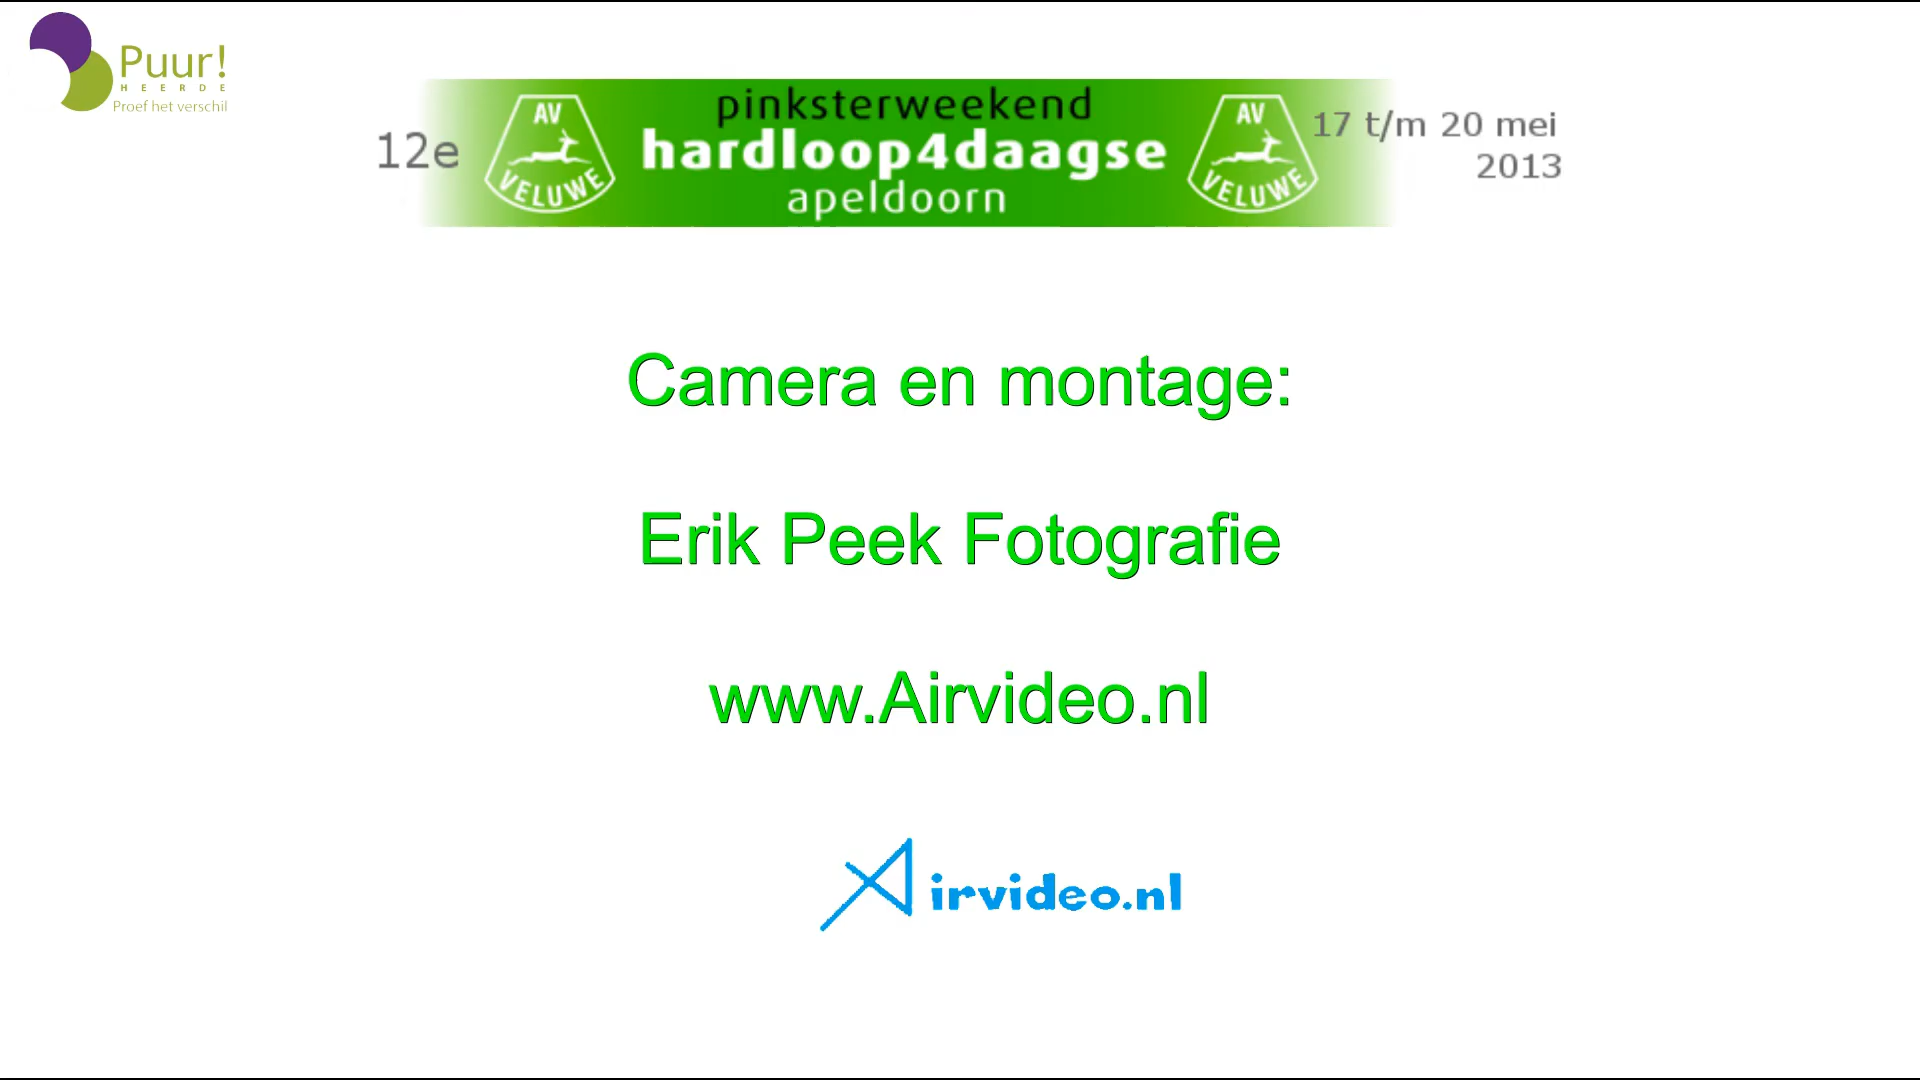 Puur!
HEERDE
Proef het verschil
12e
AV
VELUWE
pinksterweekend
hardloop4daagse
apeldoorn
AV
VELUWE
17 t/m 20 mei
2013
Camera en montage:
Erik Peek Fotografie
www.Airvideo.nl
Airvideo.nl